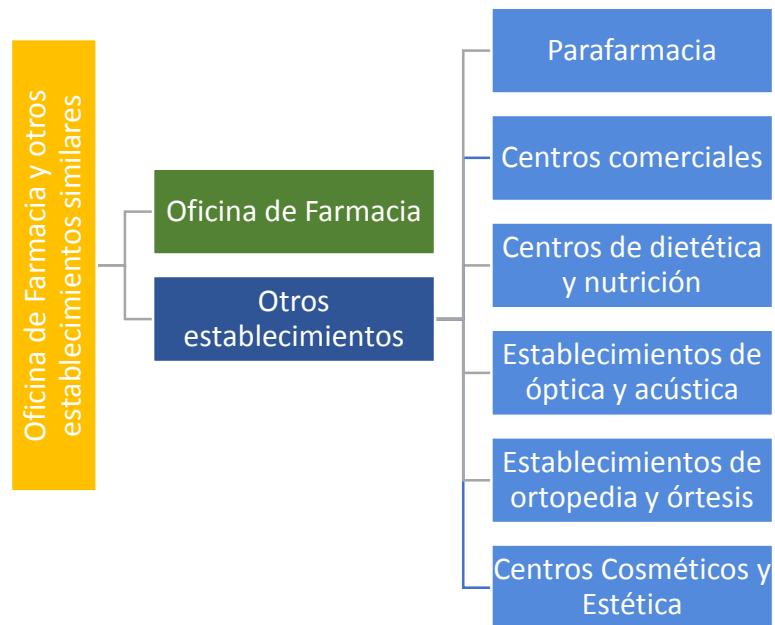 Oficina de Farmacia y otros
establecimientos similares
Oficina de Farmacia
Otros
establecimientos
Parafarmacia
Centros comerciales
Centros de dietética
y nutrición
Establecimientos de
óptica y acústica
Establecimientos de
ortopedia y órtesis
Centros Cosméticos y
Estética